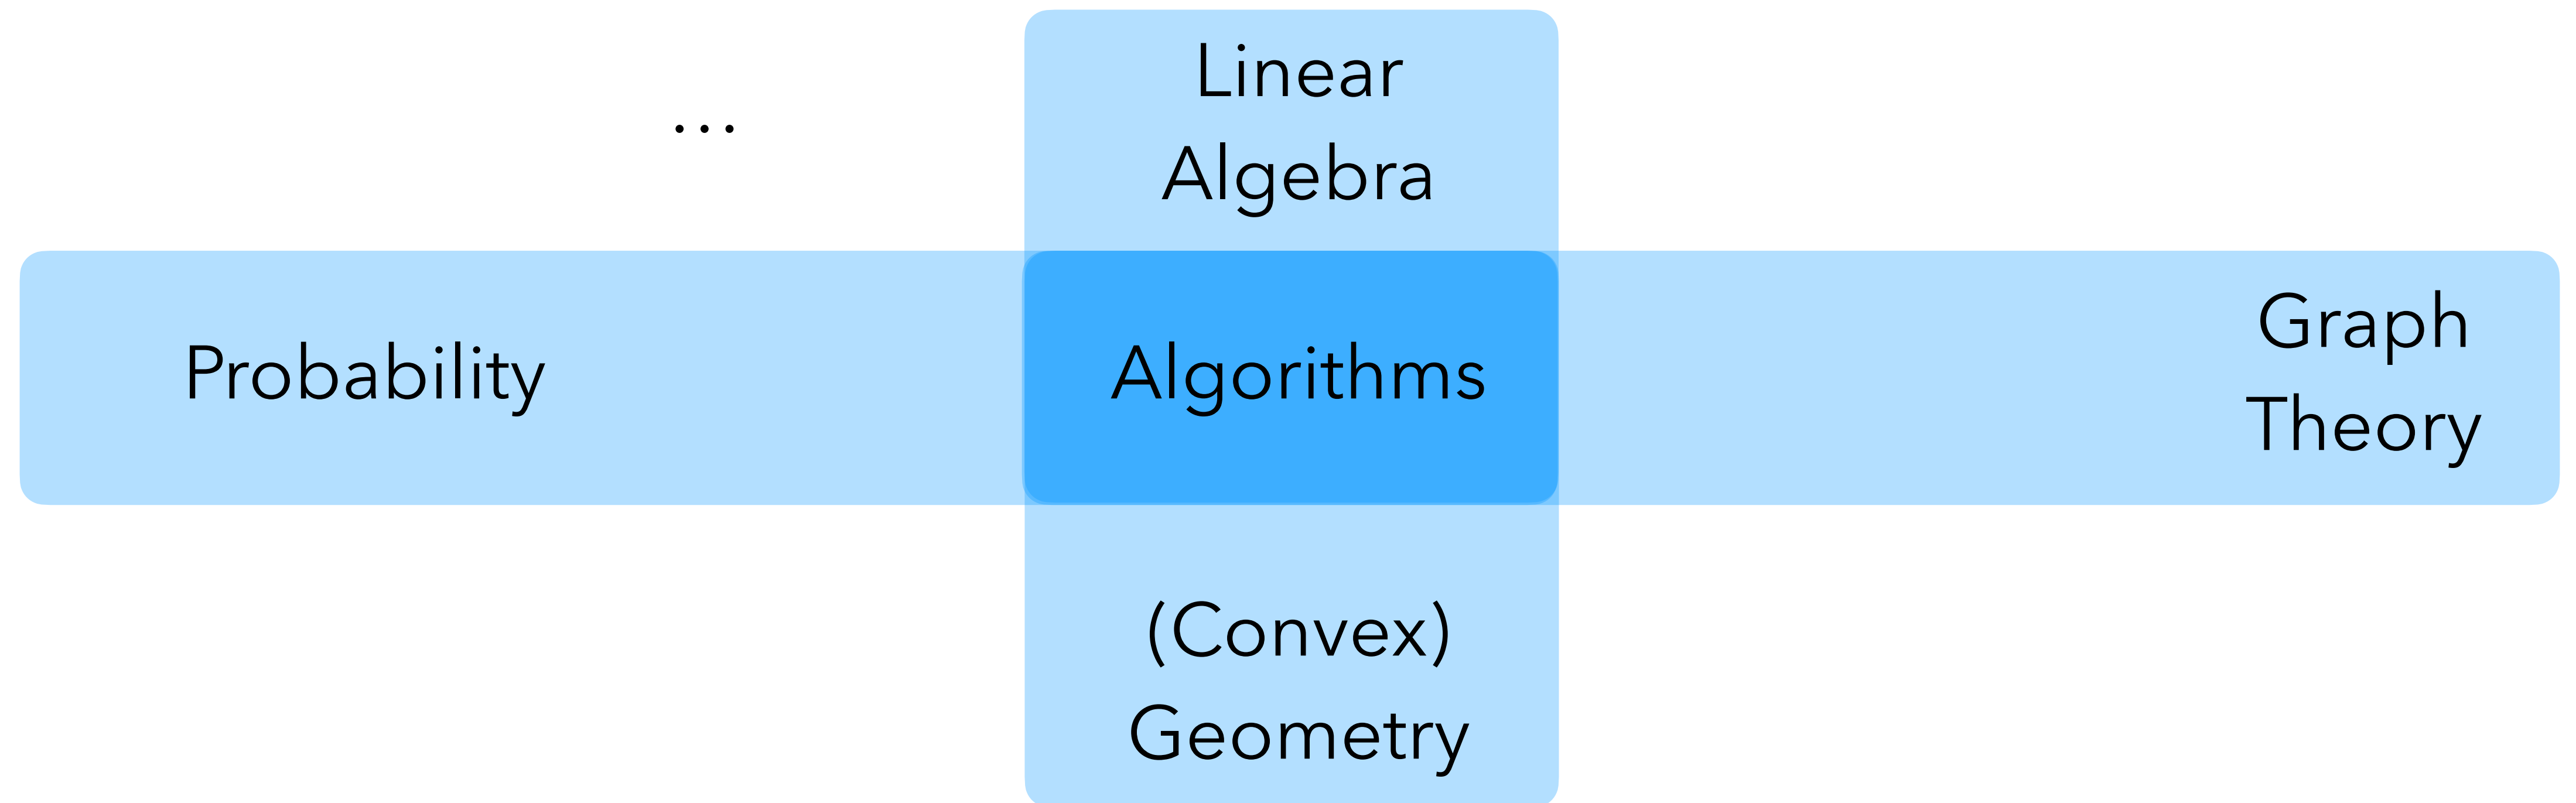 Linear
Algebra
...
Probability
Algorithms
Graph
Theory
(Convex)
Geometry